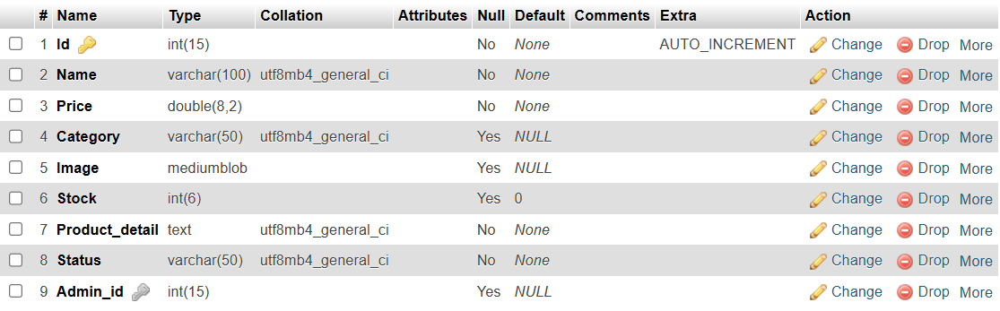 # Name Type Collation Attributes Null Default Comments Extra Action
1 Id int(15) No None AUTO_INCREMENT Change Drop More
2 Name varchar(100) utf8mb4_general_ci No None Change Drop More
3 Price double(8,2) No None Change Drop More
4 Category varchar(50) utf8mb4_general_ci Yes NULL Change Drop More
5 Image mediumblob Yes NULL Change Drop More
6 Stock int(6) Yes 0 Change Drop More
7 Product_detail text utf8mb4_general_ci No None Change Drop More
8 Status varchar(50) utf8mb4_general_ci No None Change Drop More
9 Admin_id int(15) Yes NULL Change Drop More